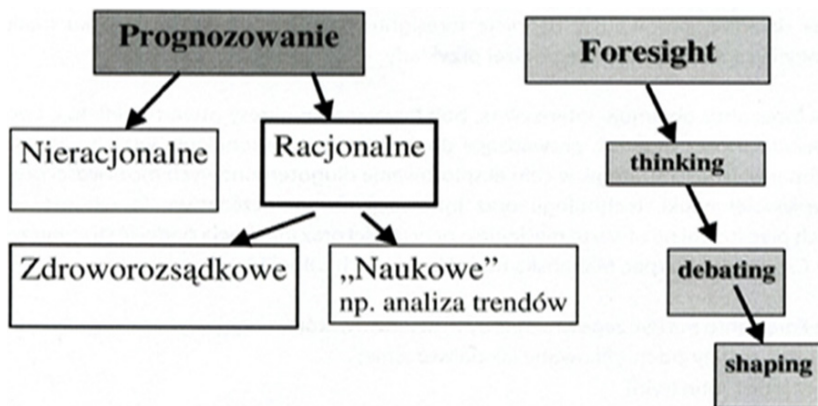 Prognozowanie
Nieracjonalne
Racjonalne
Zdroworozsądkowe
„Naukowe”
np. analiza trendów
Foresight
thinking
debating
shaping